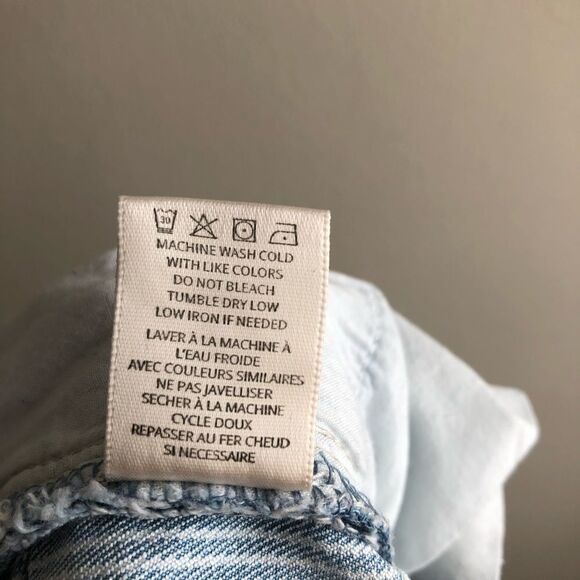 30
MACHINE WASH COLD
WITH LIKE COLORS
DO NOT BLEACH
TUMBLE DRY LOW
LOW IRON IF NEEDED
LAVER À LA MACHINE À
L'EAU FROIDE
AVEC COULEURS SIMILAIRES
NE PAS JAVELLISER
SECHER À LA MACHINE
CYCLE DOUX
REPASSER AU FER CHEUD
SI NECESSAIRE